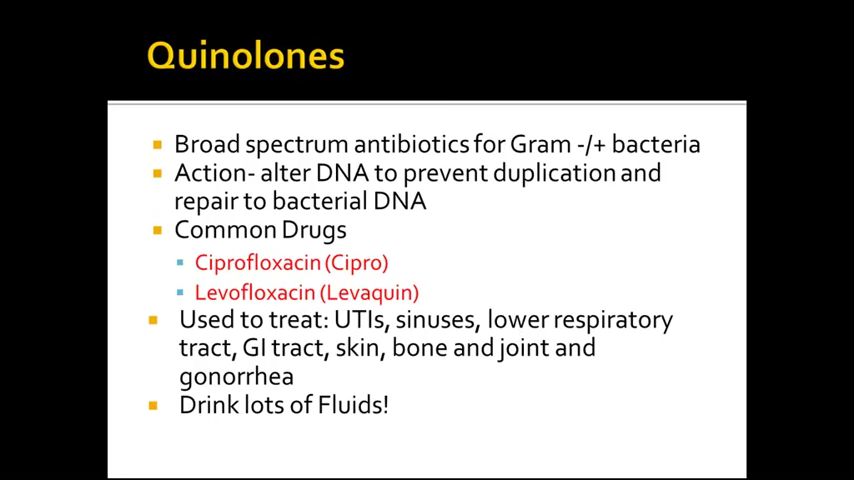 Quinolones
Broad spectrum antibiotics for Gram -/+ bacteria
Action- alter DNA to prevent duplication and
repair to bacterial DNA
Common Drugs
Ciprofloxacin (Cipro)
Levofloxacin (Levaquin)
Used to treat: UTIs, sinuses, lower respiratory
tract, GI tract, skin, bone and joint and
gonorrhea
Drink lots of Fluids!